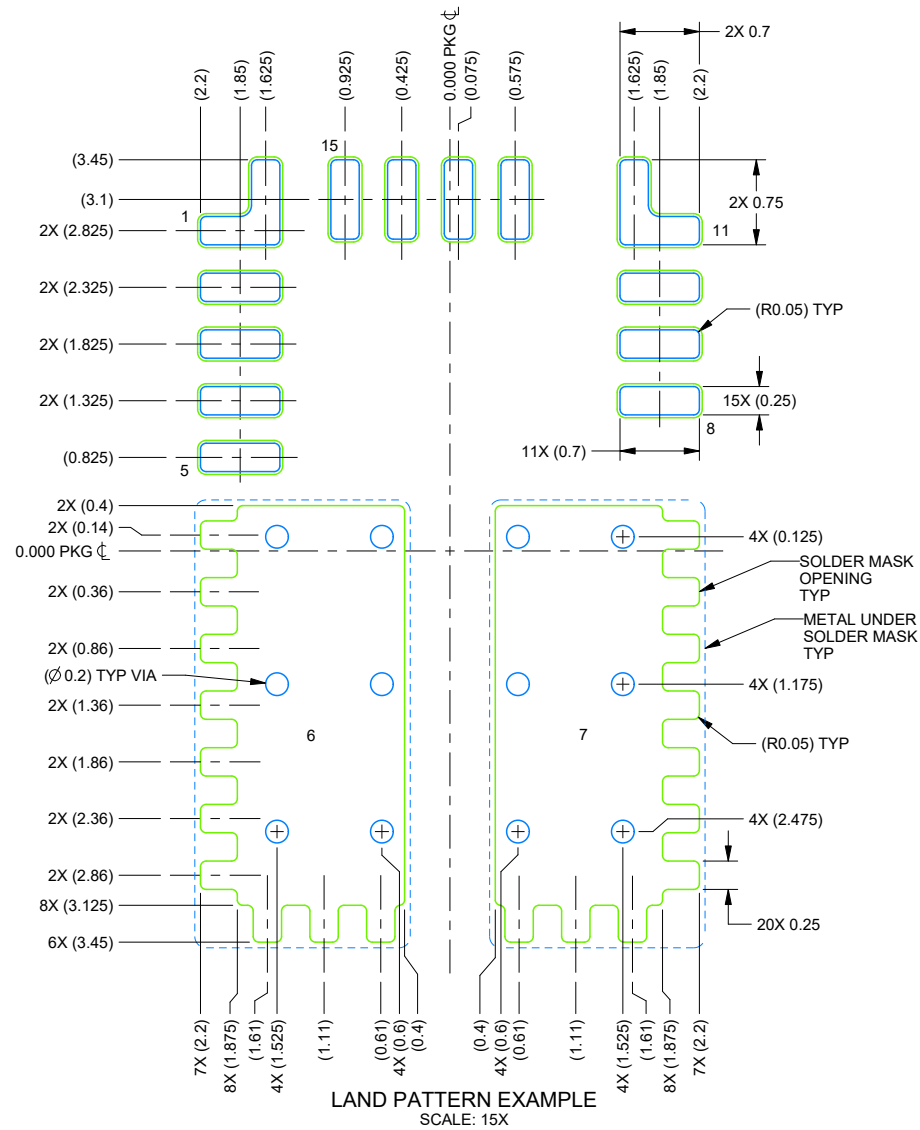 2X 0.7
(2.2)
(1.85)
(1.625)
(0.925)
(0.425)
0.000 PKG ℄
(0.075)
(0.575)
(1.625)
(1.85)
(2.2)
15
(3.45)
(3.1)
2X 0.75
1
11
2X (2.825)
2X (2.325)
(R0.05) TYP
2X (1.825)
2X (1.325)
15X (0.25)
8
11X (0.7)
(0.825)
5
2X (0.4)
2X (0.14)
4X (0.125)
0.000 PKG ℄
SOLDER MASK
OPENING
TYP
2X (0.36)
METAL UNDER
SOLDER MASK
TYP
2X (0.86)
(Ø 0.2) TYP VIA
4X (1.175)
2X (1.36)
6
7
(R0.05) TYP
2X (1.86)
2X (2.36)
4X (2.475)
2X (2.86)
8X (3.125)
20X 0.25
6X (3.45)
7X (2.2)
8X (1.875)
(1.61)
4X (1.525)
(1.11)
(0.61)
4X (0.6)
(0.4)
(0.4)
4X (0.6)
(0.61)
(1.11)
4X (1.525)
(1.61)
8X (1.875)
7X (2.2)
LAND PATTERN EXAMPLE
SCALE: 15X